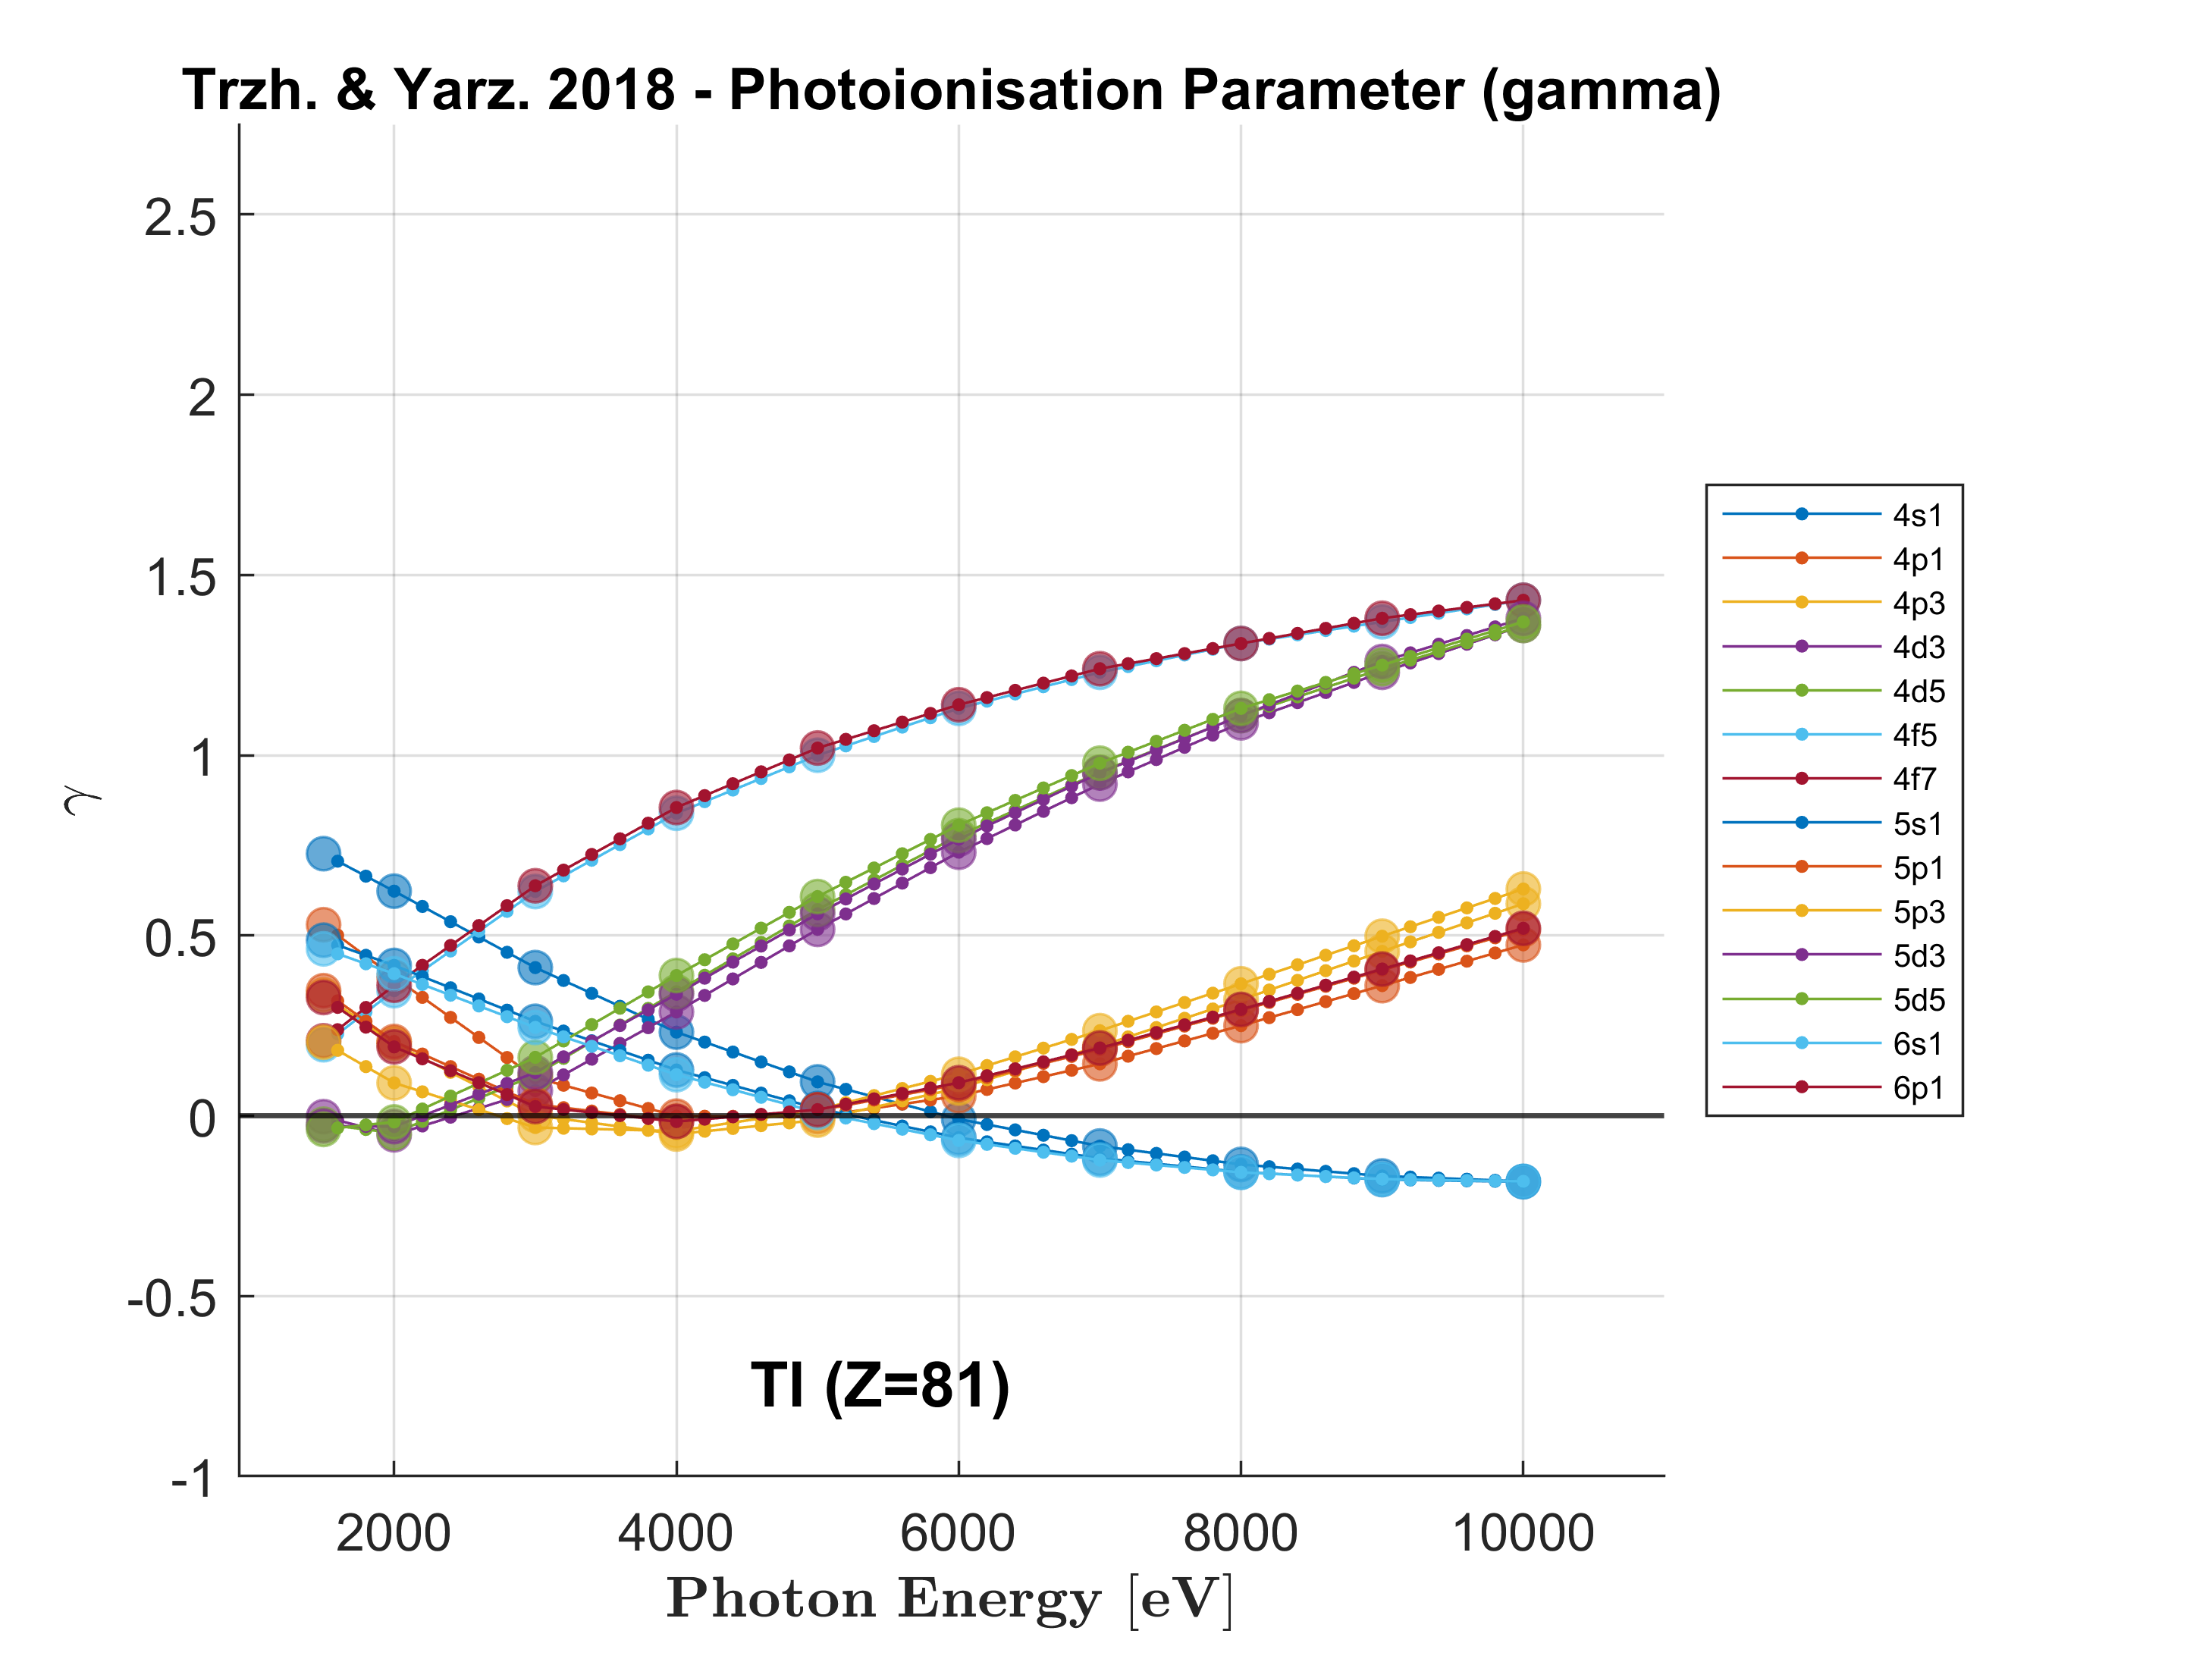 Trzh. & Yarz. 2018 - Photoionisation Parameter (gamma)
2.5
2
1.5
1
0.5
0
-0.5
-1
γ
2000 4000 6000 8000 10000
Photon Energy [eV]
Tl (Z=81)
4s1
4p1
4p3
4d3
4d5
4f5
4f7
5s1
5p1
5p3
5d3
5d5
6s1
6p1